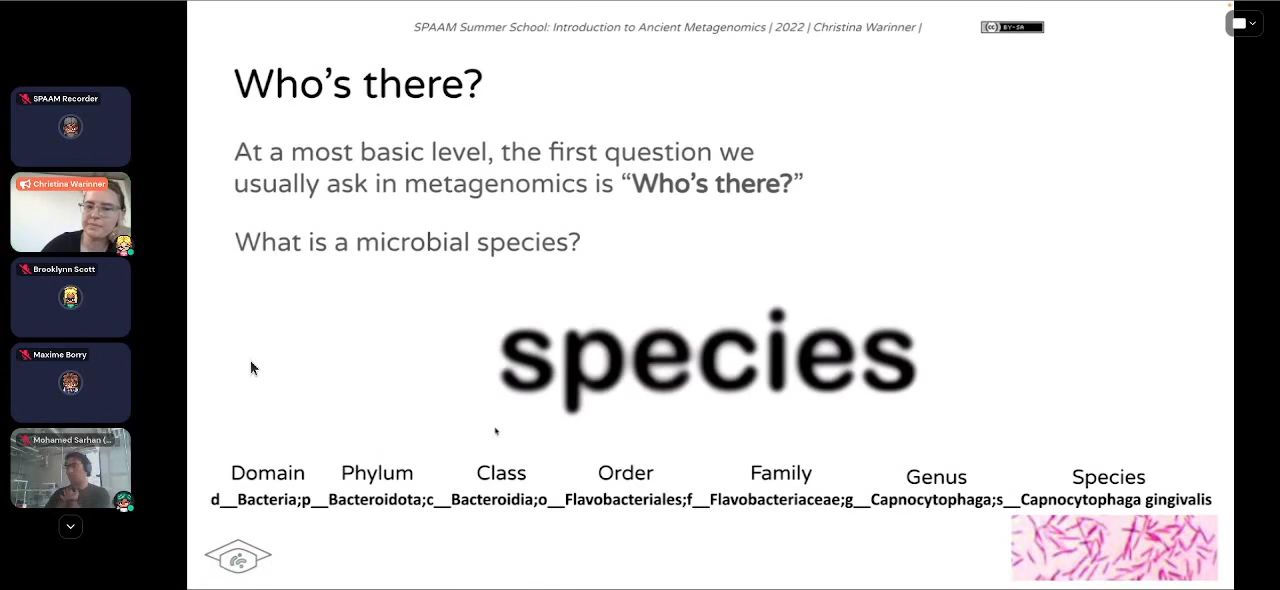 SPAAM Summer School: Introduction to Ancient Metagenomics | 2022 | Christina Warinner |
CC BY-SA
SPAAM Recorder
Christina Warinner
Brooklynn Scott
Maxime Borry
Mohamed Sarhan (...
Who's there?
At a most basic level, the first question we
usually ask in metagenomics is “Who's there?”
What is a microbial species?
species
Domain Phylum Class Order Family Genus Species
d__Bacteria;p__Bacteroidota;c__Bacteroidia;o__Flavobacteriales;f__Flavobacteriaceae;g__Capnocytophaga;s__Capnocytophaga gingivalis